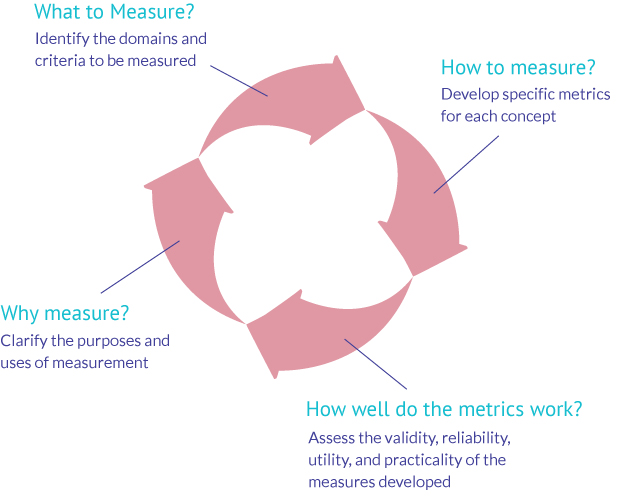 What to Measure?
Identify the domains and
criteria to be measured
How to measure?
Develop specific metrics
for each concept
Why measure?
Clarify the purposes and
uses of measurement
How well do the metrics work?
Assess the validity, reliability,
utility, and practicality of the
measures developed